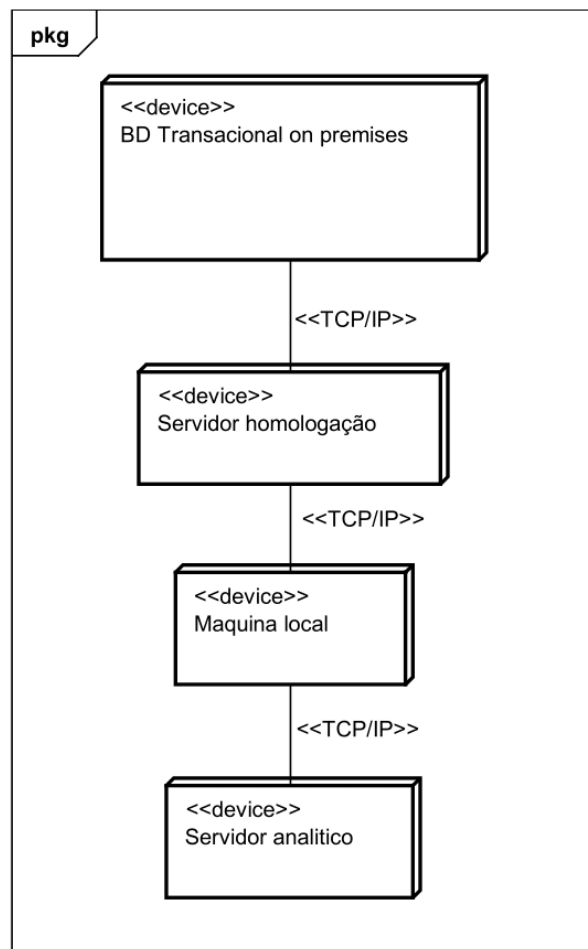 pkg
<<device>>
BD Transacional on premises
<<TCP/IP>>
<<device>>
Servidor homologação
<<TCP/IP>>
<<device>>
Maquina local
<<TCP/IP>>
<<device>>
Servidor analitico